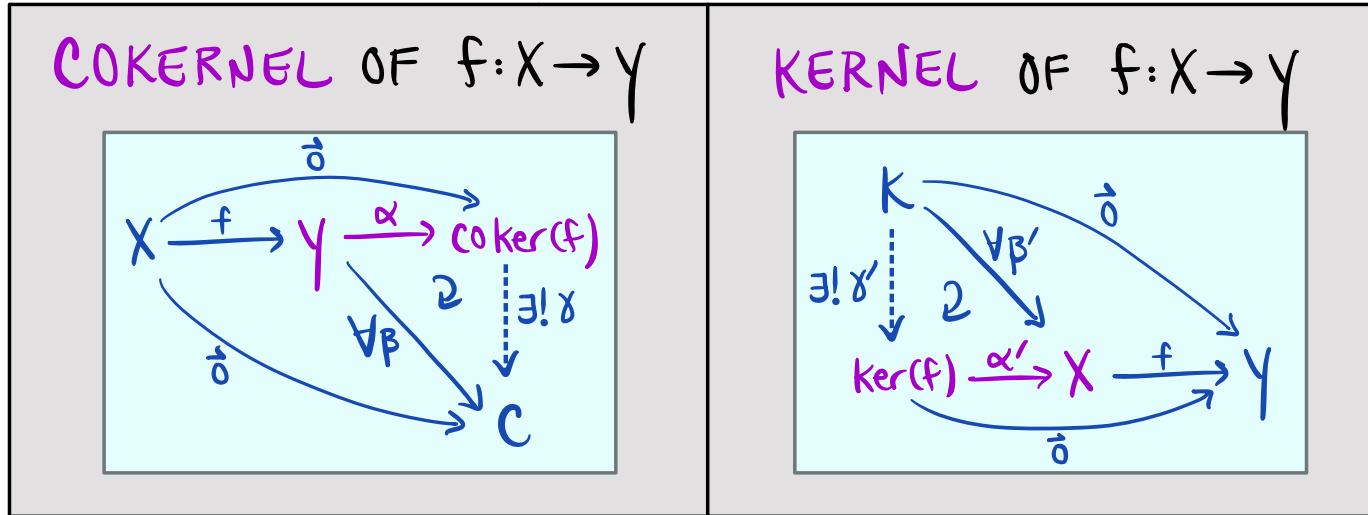 COKERNEL OF f: X → Y
0⃗
X f Y α coker(f)
∀β ∃! γ
0⃗
C
KERNEL OF f: X → Y
K
0⃗
∃! γ' ∀β'
ker(f) α' X f Y
0⃗